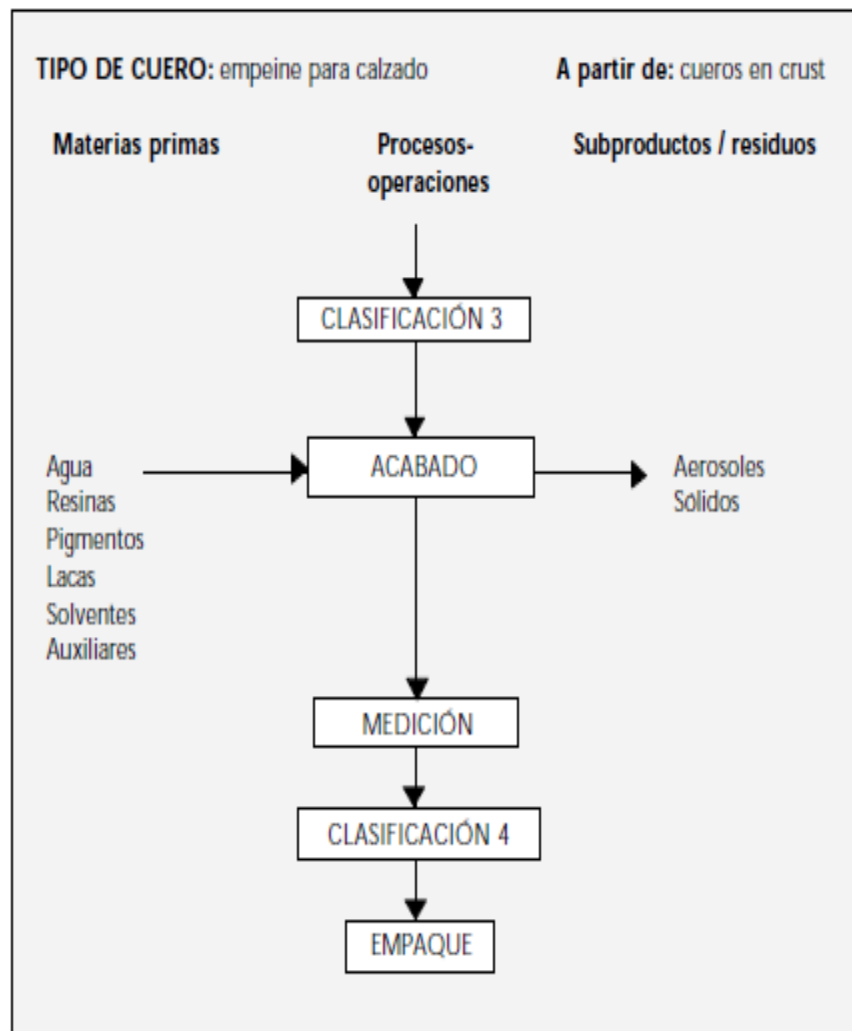 TIPO DE CUERO: empeine para calzado
A partir de: cueros en crust
Materias primas
Procesos-
operaciones
Subproductos / residuos
CLASIFICACIÓN 3
Agua
Resinas
Pigmentos
Lacas
Solventes
Auxiliares
ACABADO
Aerosoles
Sólidos
MEDICIÓN
CLASIFICACIÓN 4
EMPAQUE